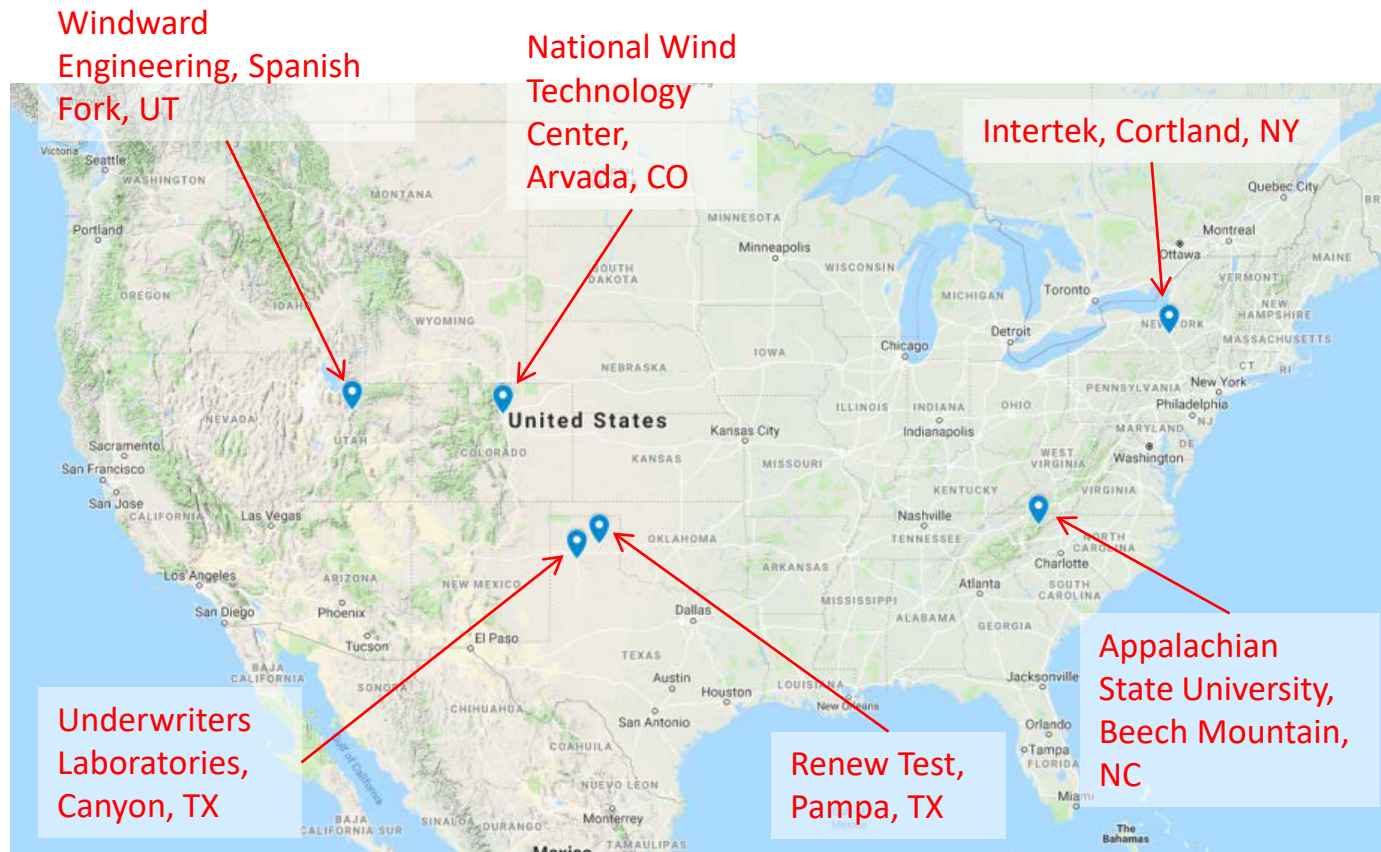 Windward
Engineering, Spanish
Fork, UT
National Wind
Technology
Center,
Arvada, CO
Intertek, Cortland, NY
Victoria
Seattle
WASHINGTON
MONTANA
Quebec City
Portland
MINNESOTA
Montreal
Minneapolis
Ottawa
MAINE
SOUTH
DAKOTA
WISCONSIN
VERMONT
OREGON
IDAHO
MICHIGAN
Toronto
NEW
HAMPSHIRE
WYOMING
NEW YORK
Detroit
MASSACHUSETTS
Chicago
IOWA
NEBRASKA
CT
RI
PENNSYLVANIA
New York
ILLINOIS
INDIANA
OHIO
Philadelphia
NEVADA
United States
NJ
Kansas City
Indianapolis
MARYLAND
UTAH
DE
Sacramento
COLORADO
KANSAS
MISSOURI
WEST
VIRGINIA
Washington
San Francisco
San Jose
KENTUCKY
VIRGINIA
CALIFORNIA
Las Vegas
Nashville
OKLAHOMA
TENNESSEE
NORTH
CAROLINA
Charlotte
Los Angeles
ARIZONA
NEW MEXICO
ARKANSAS
Atlanta
SOUTH
CAROLINA
San Diego
Phoenix
Dallas
MISSISSIPPI
ALABAMA
GEORGIA
Tucson
El Paso
TEXAS
BAJA
CALIFORNIA
SONORA
Austin
Houston
LOUISIANA
Jacksonville
CHIHUAHUA
San Antonio
New Orleans
Appalachian
State University,
Beech Mountain,
NC
Underwriters
Laboratories,
Canyon, TX
Gulf of California
COAHUILA
Orlando
Tampa
FLORIDA
Renew Test,
Pampa, TX
NUEVO LEON
Miami
BAJA
CALIFORNIA SUR
SINALOA
DURANGO
Monterrey
The
Bahamas
Mexico
TAMAULIPAS